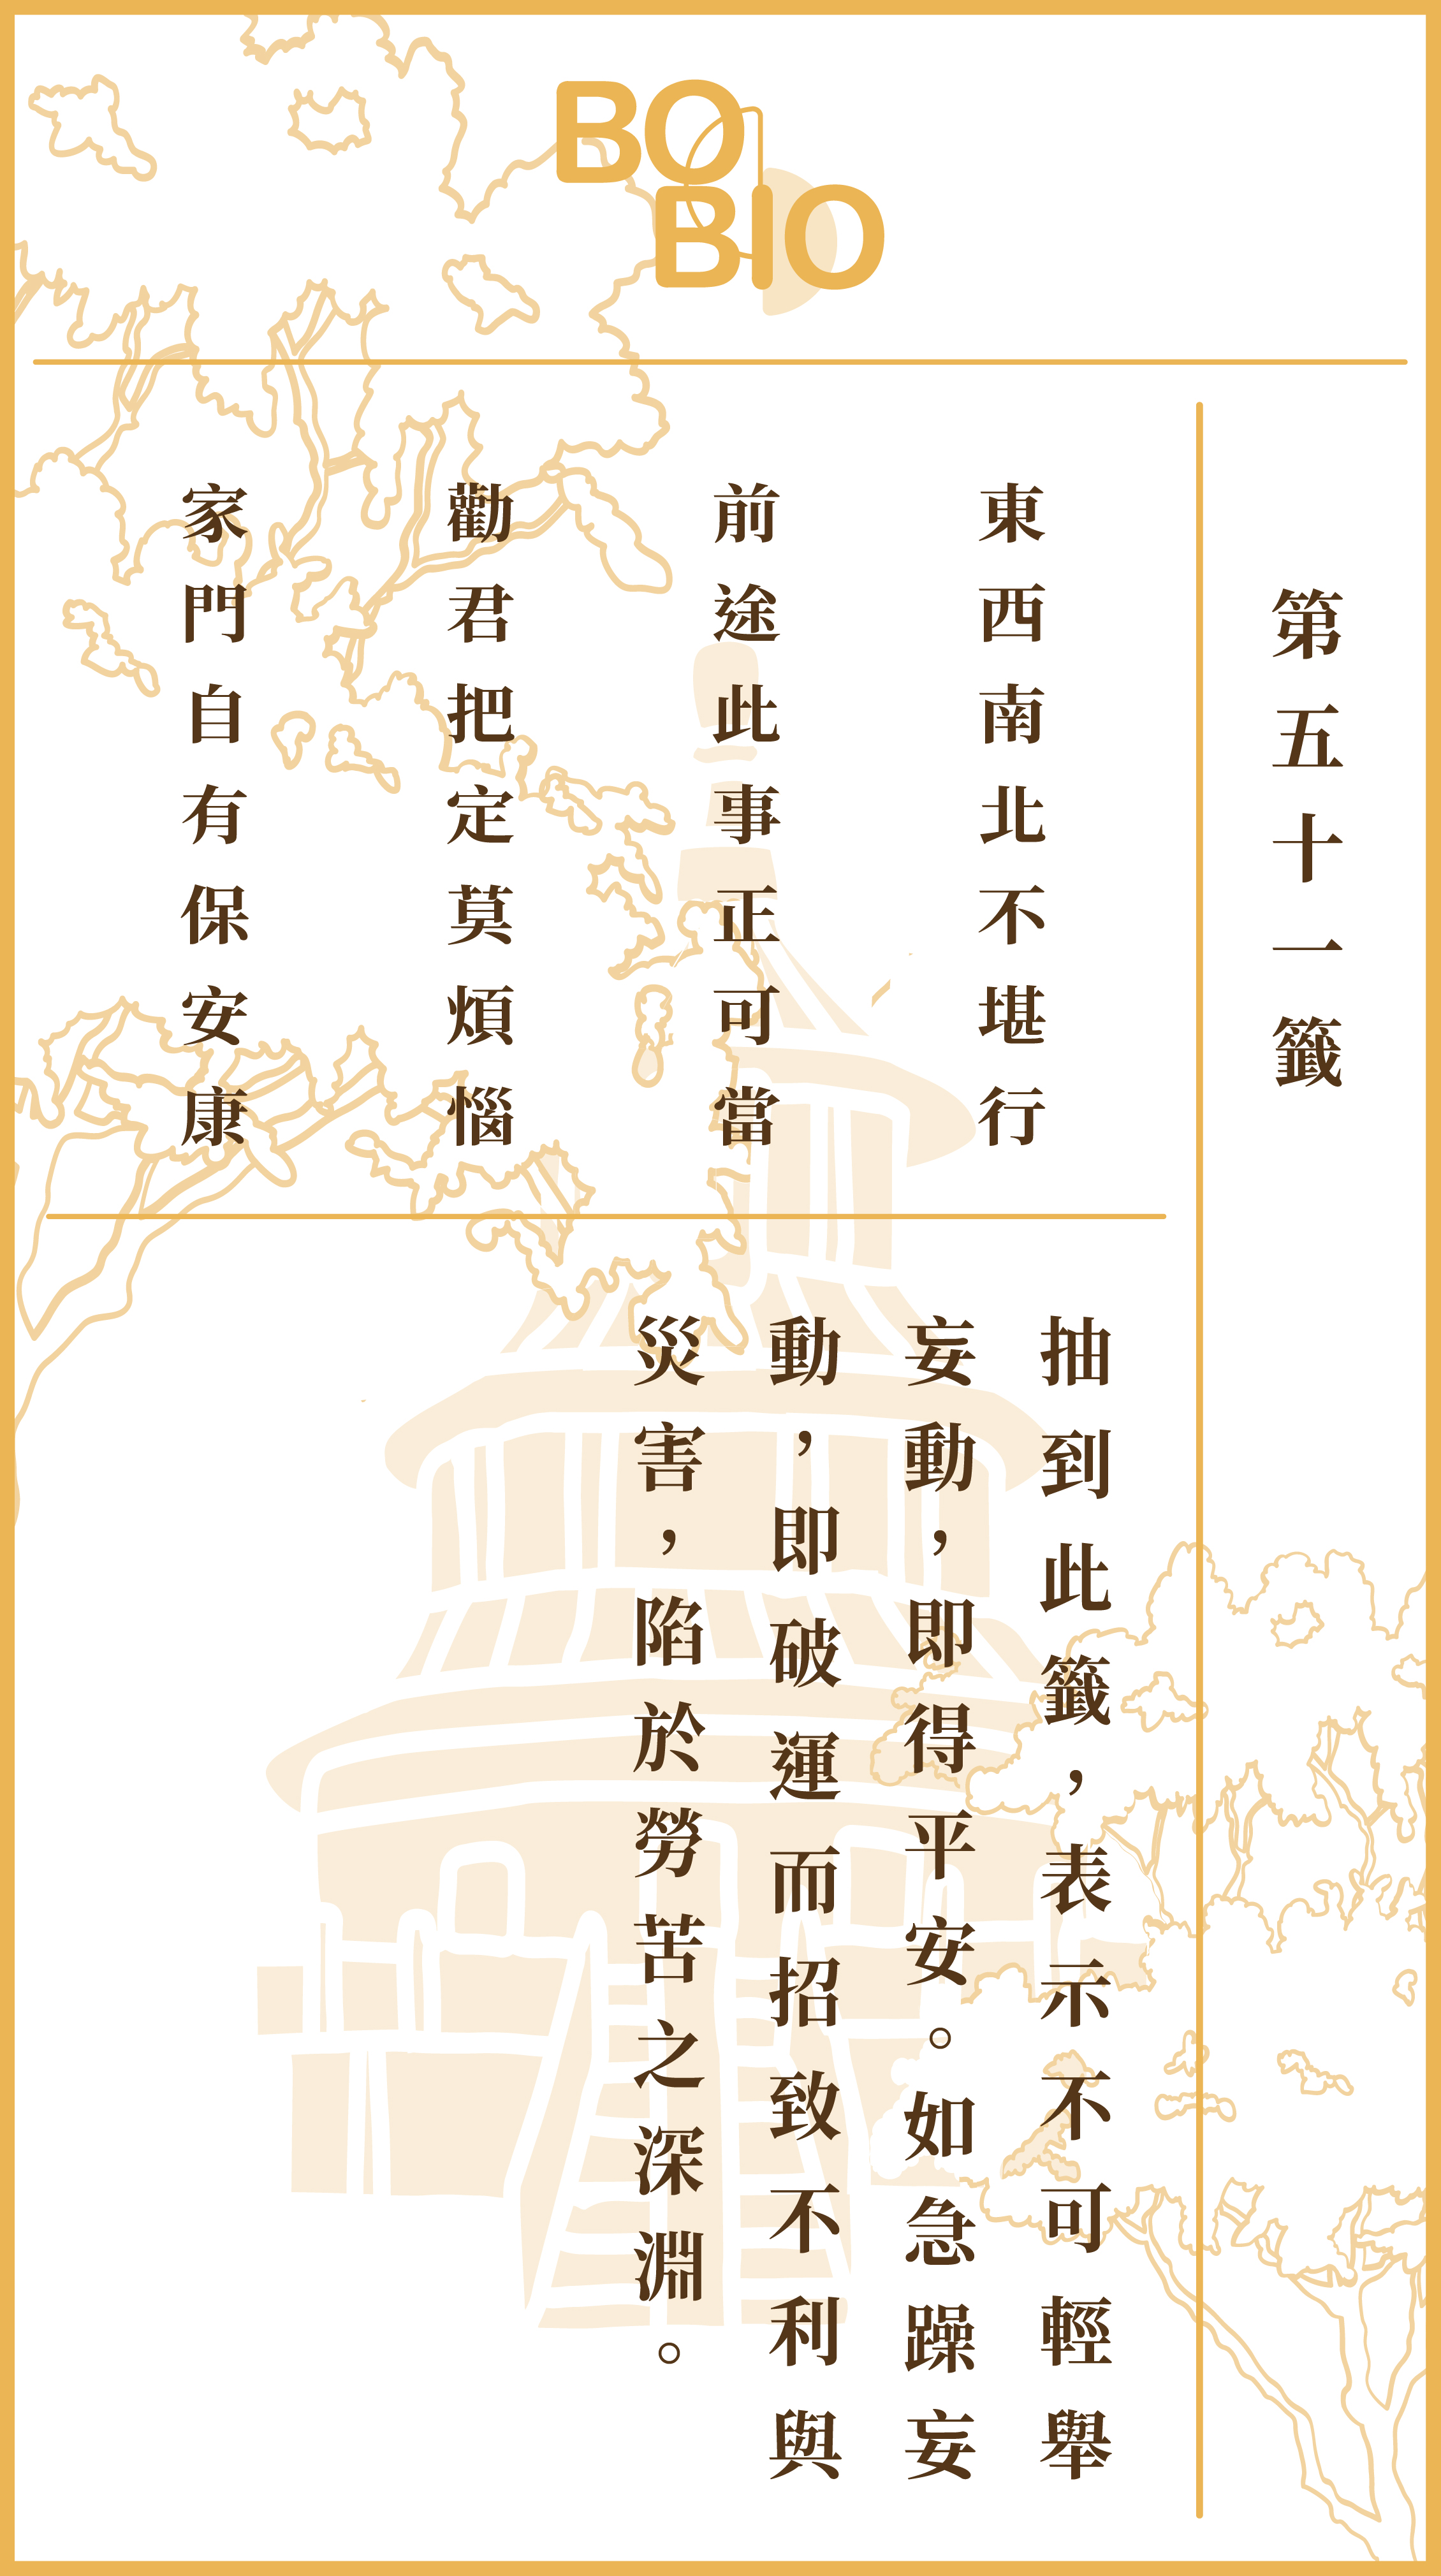 BO
BIO
第五十一籤
東西南北不堪行
前途此事正可當
勸君把定莫煩惱
家門自有保安康
抽到此籤，表示不可輕舉
妄動，即得平安。如急躁妄
動，即破運而招致不利與
災害，陷於勞苦之深淵。